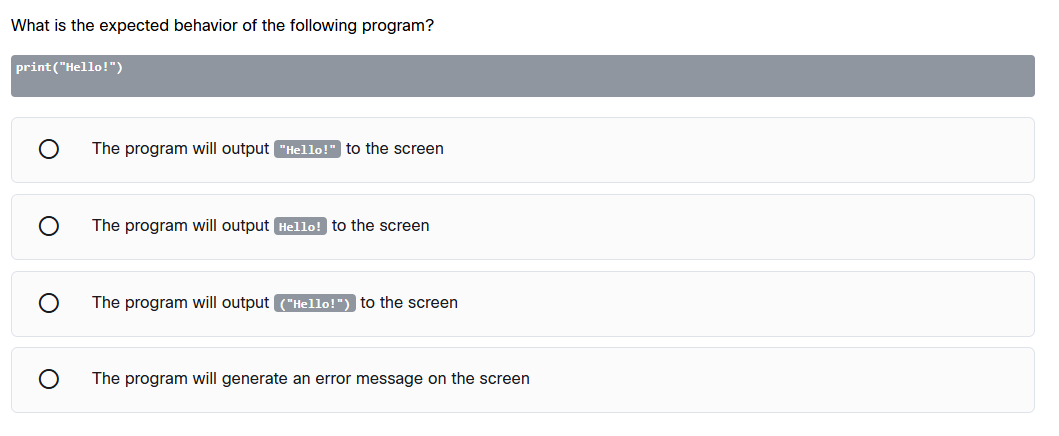 What is the expected behavior of the following program?
print("Hello!")
The program will output "Hello!" to the screen
The program will output Hello! to the screen
The program will output ("Hello!") to the screen
The program will generate an error message on the screen